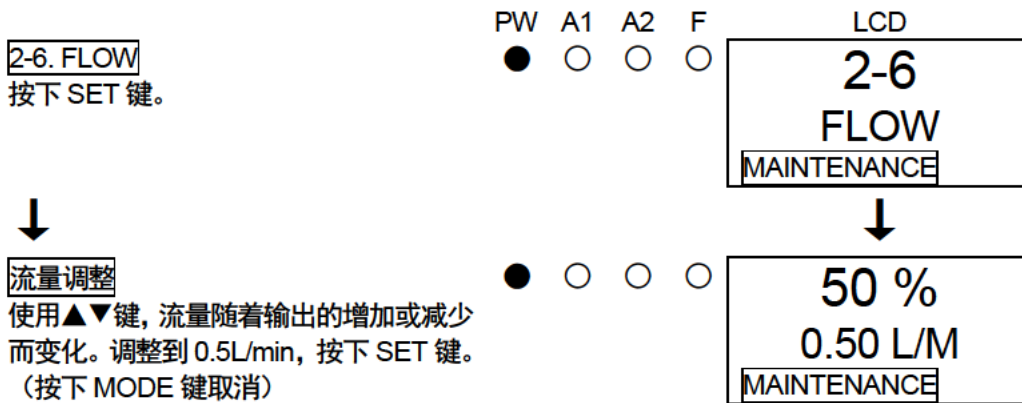 PW A1 A2 F LCD
2-6. FLOW
按下 SET 键。
2-6
FLOW
MAINTENANCE
流量调整
使用▲▼键，流量随着输出的增加或减少
而变化。调整到 0.5L/min，按下 SET 键。
（按下 MODE 键取消）
50 %
0.50 L/M
MAINTENANCE